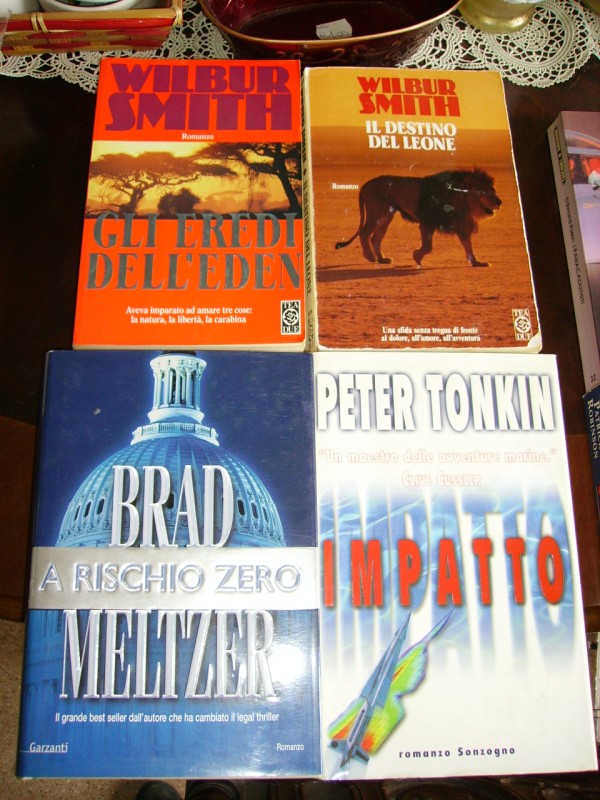 WILBUR
SMITH
Romanzo
GLI EREDI
DELL'EDEN
Aveva imparato ad amare tre cose:
la natura, la libertà, la carabina
TEA
DUE
WILBUR
SMITH
IL DESTINO
DEL LEONE
Romanzo
Una sfida senza tregua di fronte
al dolore, all'amore, all'avventura
TEA
DUE
BRAD
A RISCHIO ZERO
MELTZER
Il grande best seller dall'autore che ha cambiato il legal thriller
Garzanti
Romanzo
PETER TONKIN
"Un maestro delle avventure marine."
CLIVE CUSSLER
IMPATTO
romanzo Sonzogno
PATRICK
ROBINSON